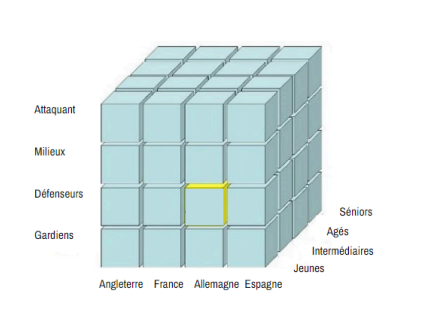 Attaquant
Milieux
Défenseurs
Gardiens
Séniors
Agés
Intermédiaires
Jeunes
Angleterre France Allemagne Espagne